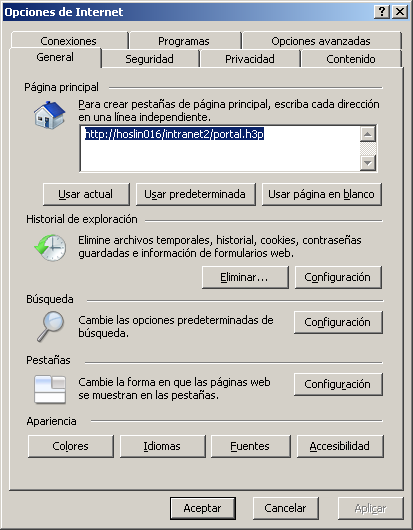 Opciones de Internet
Conexiones Programas Opciones avanzadas
General Seguridad Privacidad Contenido
Página principal
Para crear pestañas de página principal, escriba cada dirección
en una línea independiente.
http://hoslin016/intranet2/portal.h3p
Usar actual Usar predeterminada Usar página en blanco
Historial de exploración
Elimine archivos temporales, historial, cookies, contraseñas
guardadas e información de formularios web.
Eliminar... Configuración
Búsqueda
Cambie las opciones predeterminadas de
búsqueda.
Configuración
Pestañas
Cambie la forma en que las páginas web
se muestran en las pestañas.
Configuración
Apariencia
Colores Idiomas Fuentes Accesibilidad
Aceptar Cancelar Aplicar